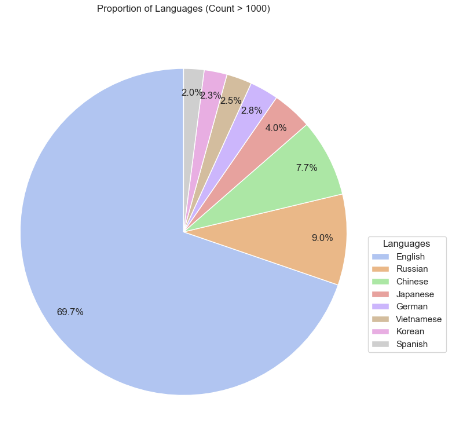 Proportion of Languages (Count > 1000)
2.0%
2.3%
2.5%
2.8%
4.0%
7.7%
9.0%
69.7%
Languages
English
Russian
Chinese
Japanese
German
Vietnamese
Korean
Spanish